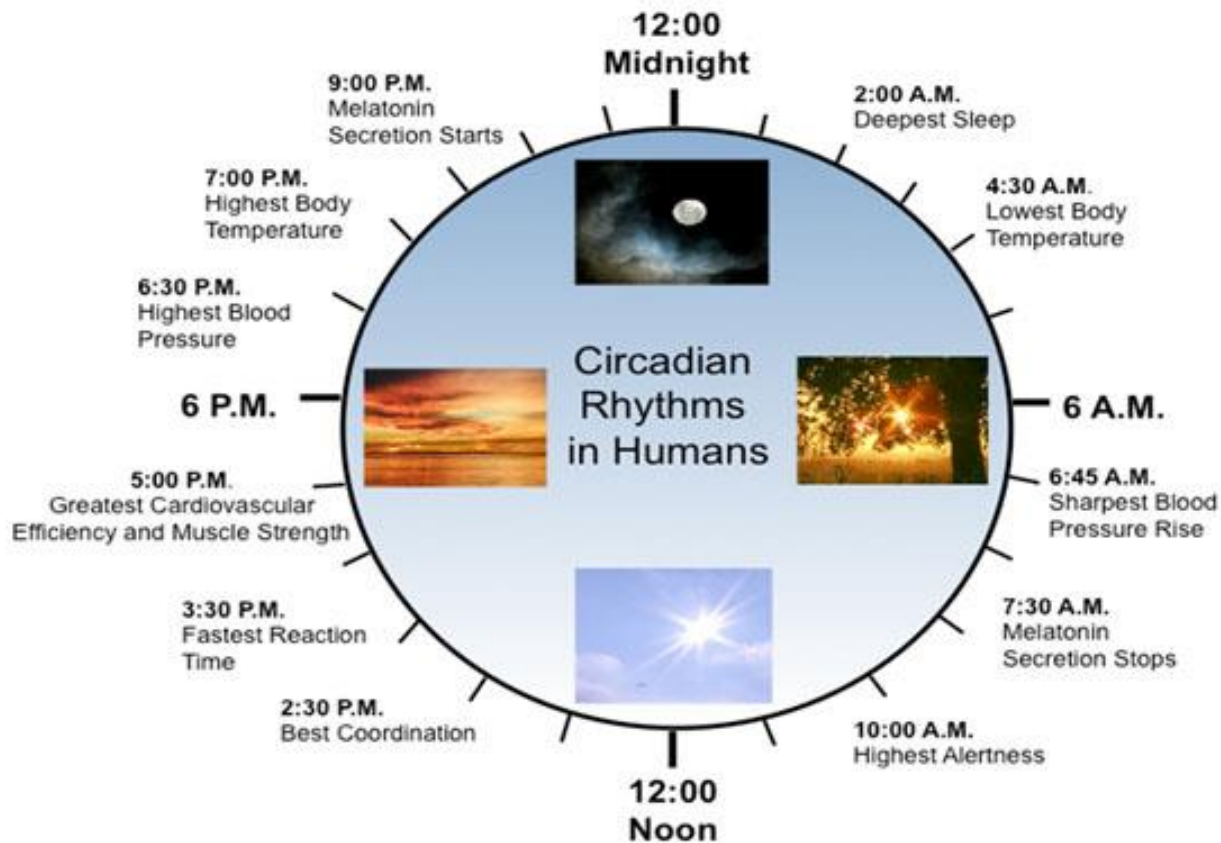 12:00
Midnight
2:00 A.M.
Deepest Sleep
4:30 A.M.
Lowest Body
Temperature
6 A.M.
6:45 A.M.
Sharpest Blood
Pressure Rise
7:30 A.M.
Melatonin
Secretion Stops
10:00 A.M.
Highest Alertness
12:00
Noon
2:30 P.M.
Best Coordination
3:30 P.M.
Fastest Reaction
Time
5:00 P.M.
Greatest Cardiovascular
Efficiency and Muscle Strength
6 P.M.
6:30 P.M.
Highest Blood
Pressure
7:00 P.M.
Highest Body
Temperature
9:00 P.M.
Melatonin
Secretion Starts
Circadian
Rhythms
in Humans